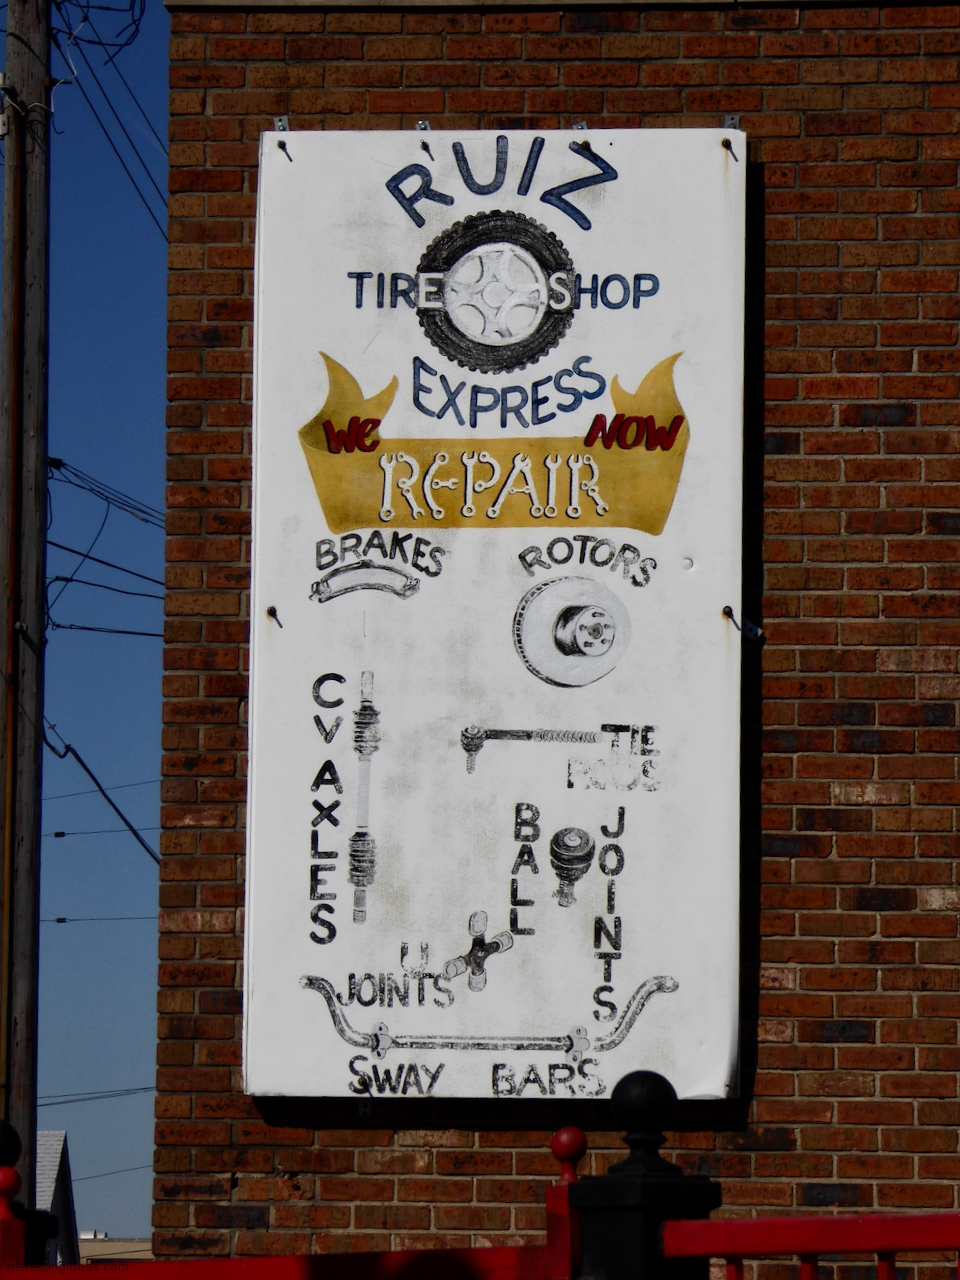 RUIZ
TIRE SHOP
EXPRESS
We NOW
REPAIR
BRAKES
ROTORS
CV AXLES
TIE
RODS
BALL JOINTS
U
JOINTS
SWAY BARS